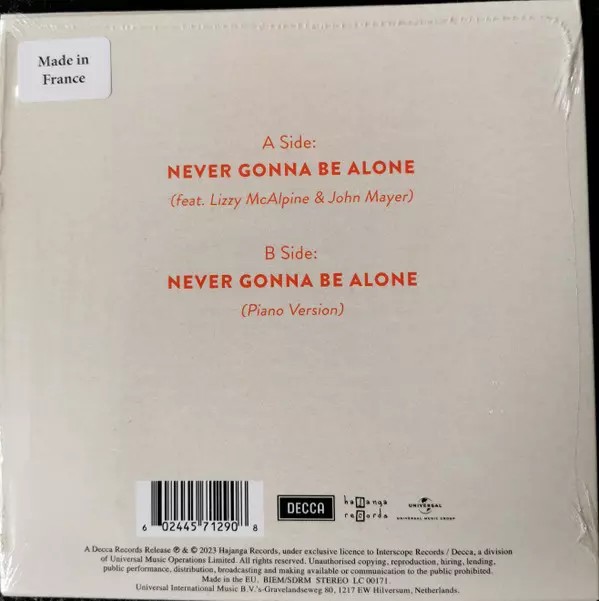 Made in
France
A Side:
NEVER GONNA BE ALONE
(feat. Lizzy McAlpine & John Mayer)
B Side:
NEVER GONNA BE ALONE
(Piano Version)
6 02445 71290 8
DECCA
hajanga
records
UNIVERSAL
UNIVERSAL MUSIC GROUP
A Decca Records Release ℗ & © 2023 Hajanga Records, under exclusive licence to Interscope Records / Decca, a division
of Universal Music Operations Limited. All rights reserved. Unauthorised copying, reproduction, hiring, lending,
public performance, distribution, broadcasting and making available or communication to the public prohibited.
Made in the EU. BIEM/SDRM STEREO LC 00171.
Universal International Music B.V.'s-Gravelandseweg 80, 1217 EW Hilversum, Netherlands.